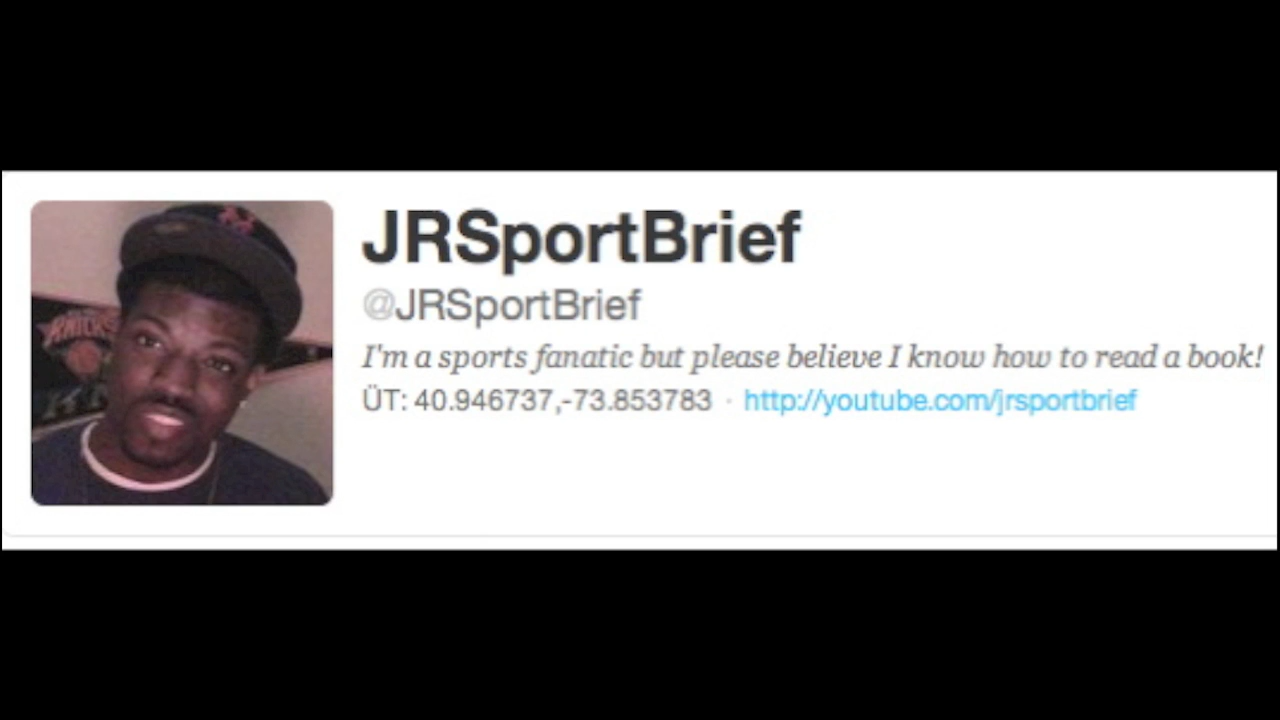 JRSportBrief
@JRSportBrief
I'm a sports fanatic but please believe I know how to read a book!
ÜT: 40.946737,-73.853783 · http://youtube.com/jrsportbrief
KNICKS